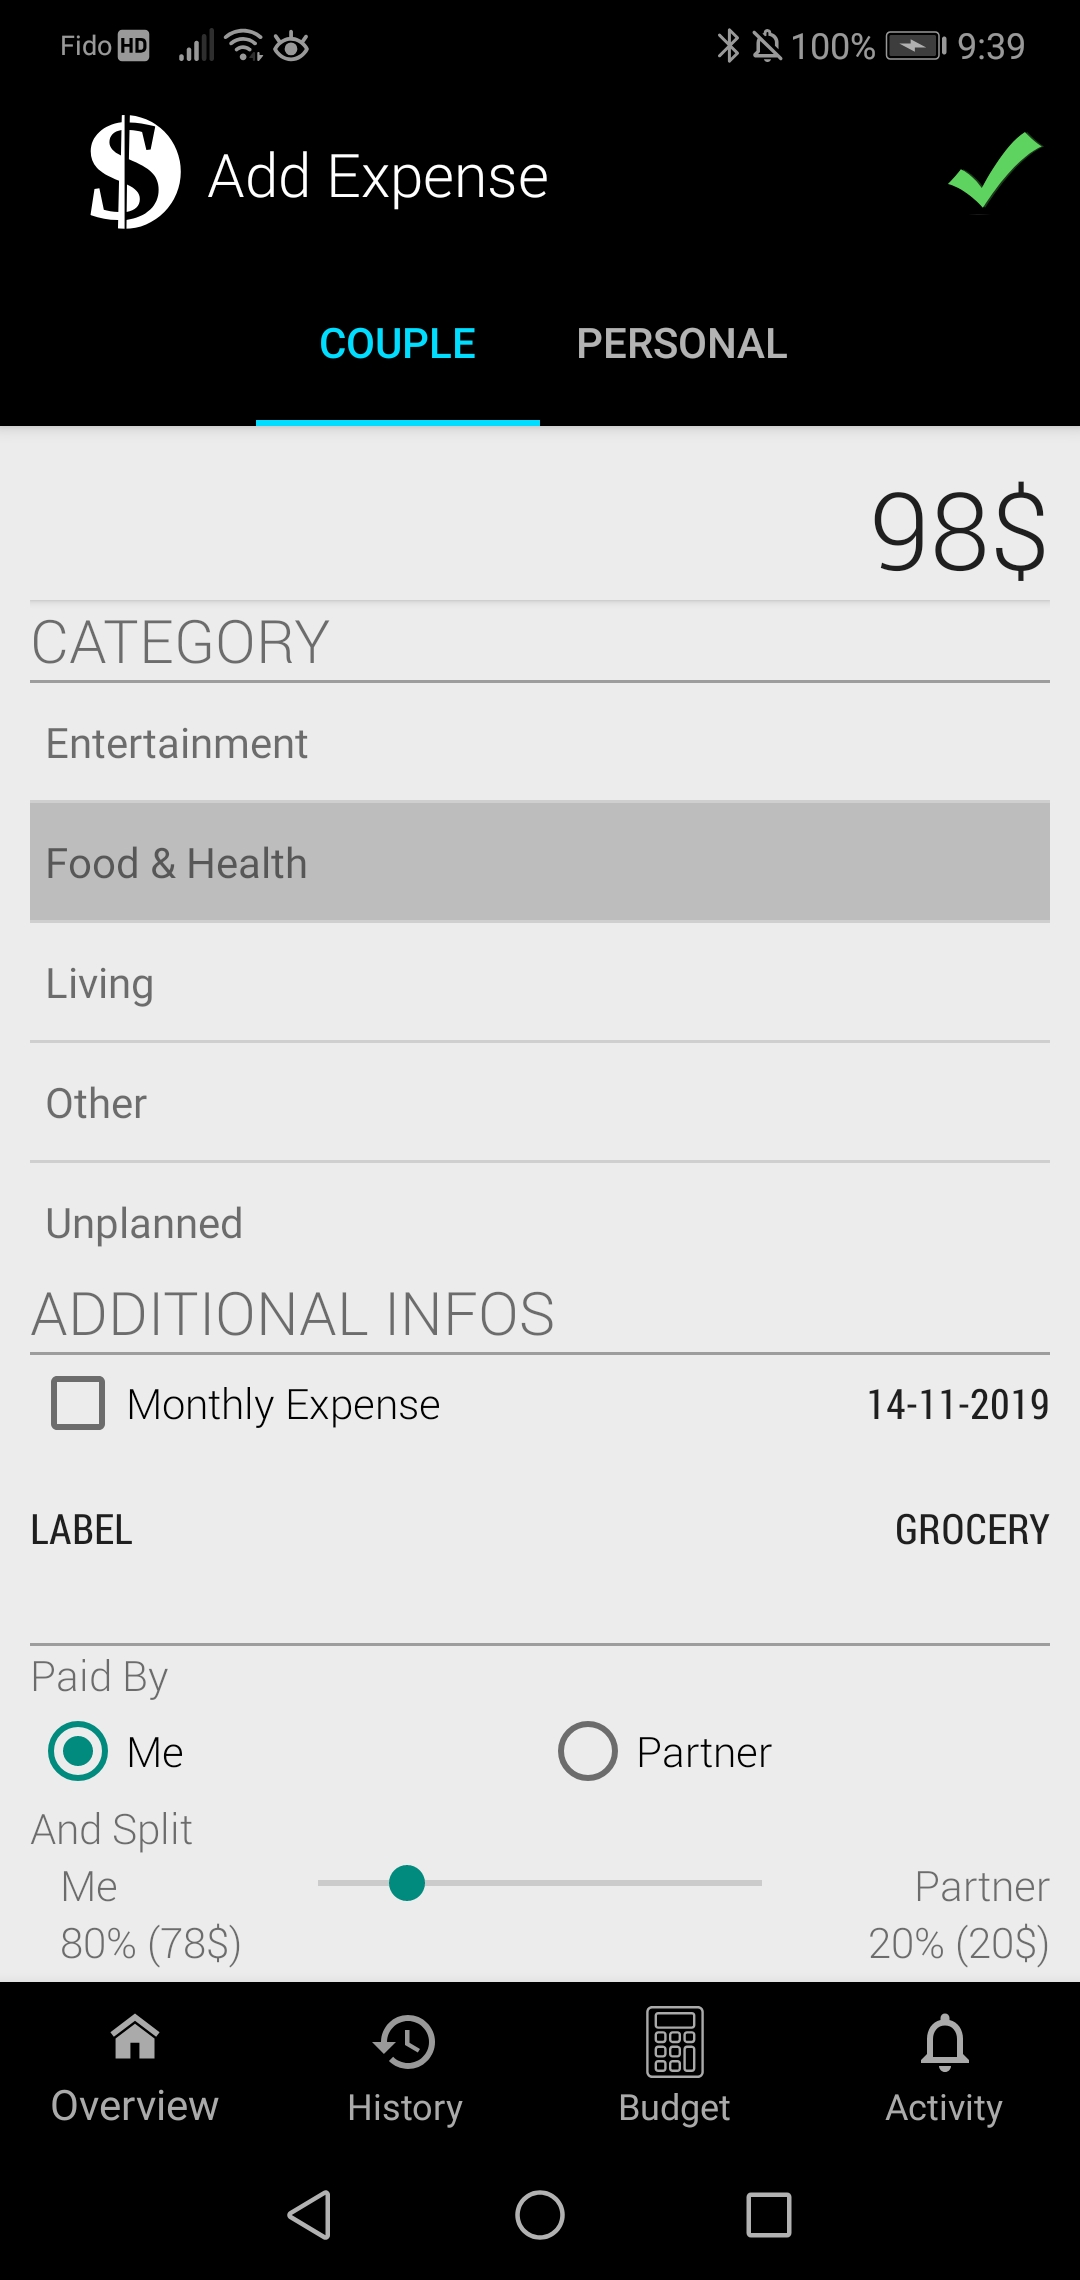 Fido HD 100% 9:39
Add Expense
COUPLE PERSONAL
98$
CATEGORY
Entertainment
Food & Health
Living
Other
Unplanned
ADDITIONAL INFOS
Monthly Expense 14-11-2019
LABEL GROCERY
Paid By
Me Partner
And Split
Me Partner
80% (78$) 20% (20$)
Overview History Budget Activity